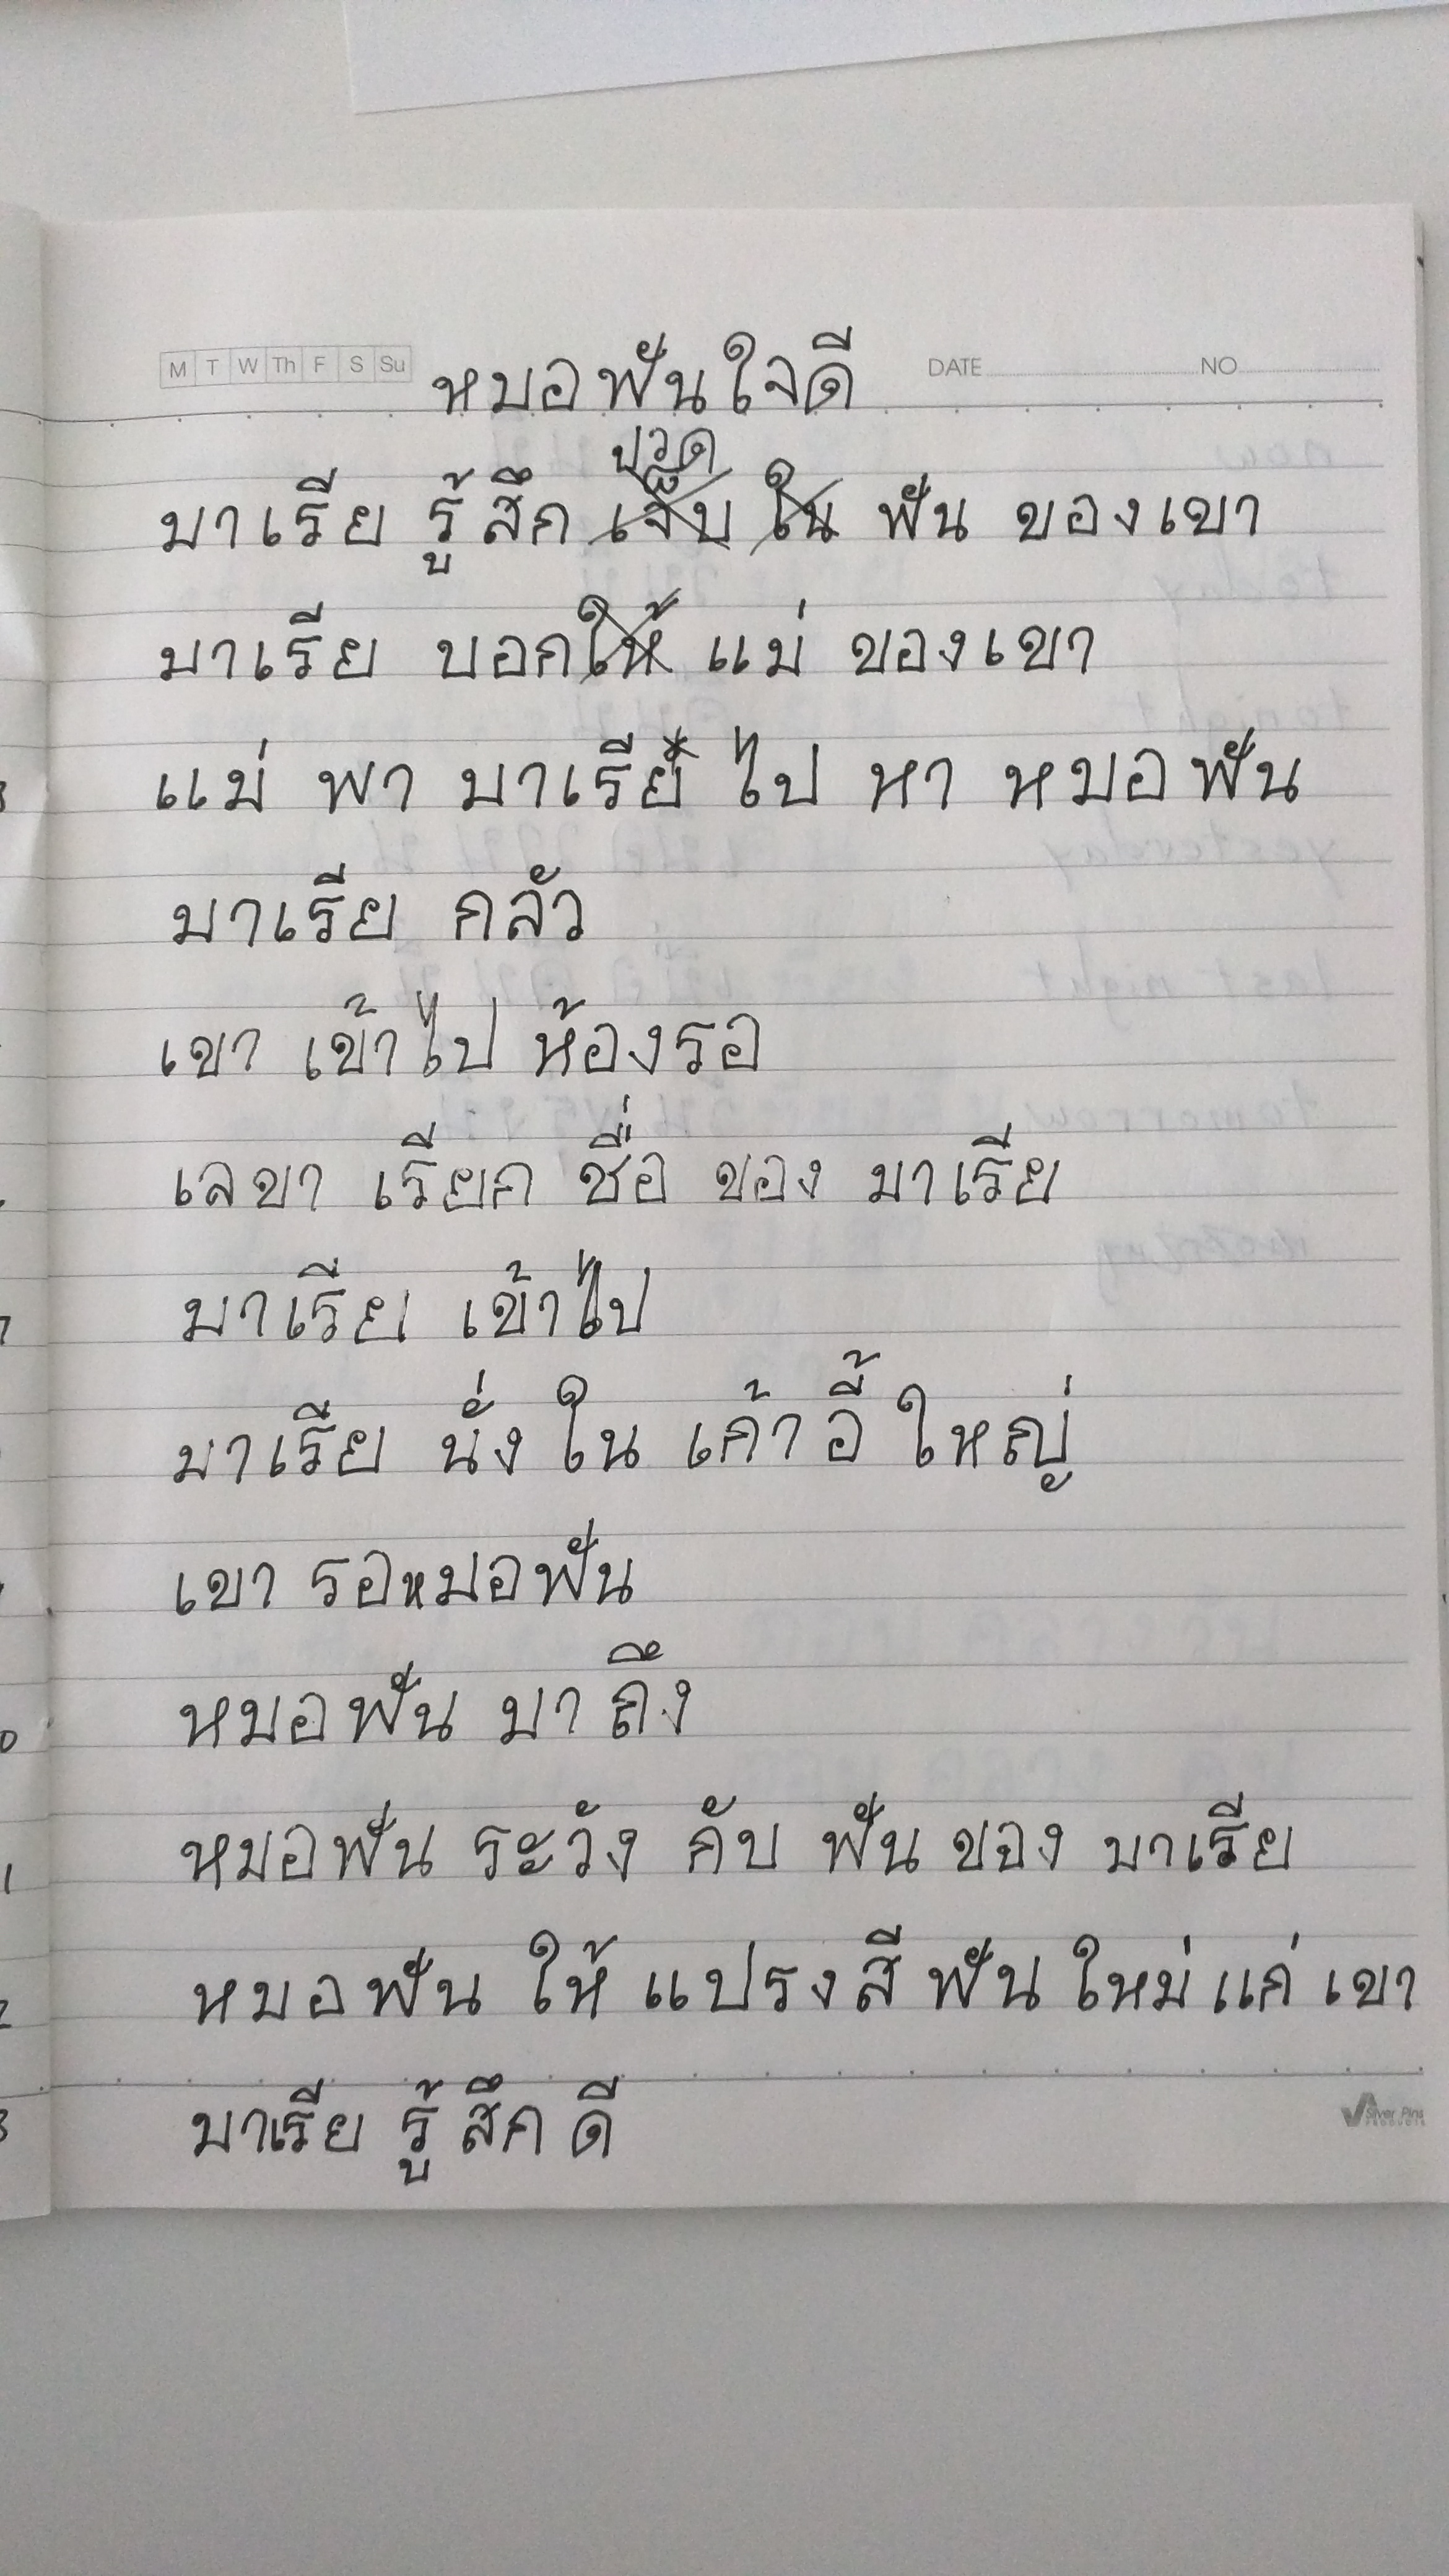 M T W Th F S Su หมอฟันใจดี DATE NO
ปวด
มาเรีย รู้สึก เจ็บ ใน ฟัน ของเขา
มาเรีย บอกให้ แม่ ของเขา
แม่ พา มาเรีย ไป หา หมอฟัน
มาเรีย กลัว
เขา เข้าไป ห้องรอ
เลขา เรียก ชื่อ ของ มาเรีย
มาเรีย เข้าไป
มาเรีย นั่ง ใน เก้าอี้ ใหญ่
เขา รอหมอฟัน
หมอฟัน มา ถึง
หมอฟัน ระวัง กับ ฟัน ของ มาเรีย
หมอฟัน ให้ แปรงสีฟัน ใหม่ แก่ เขา
มาเรีย รู้สึก ดี
Silver Pins
PRODUCTS